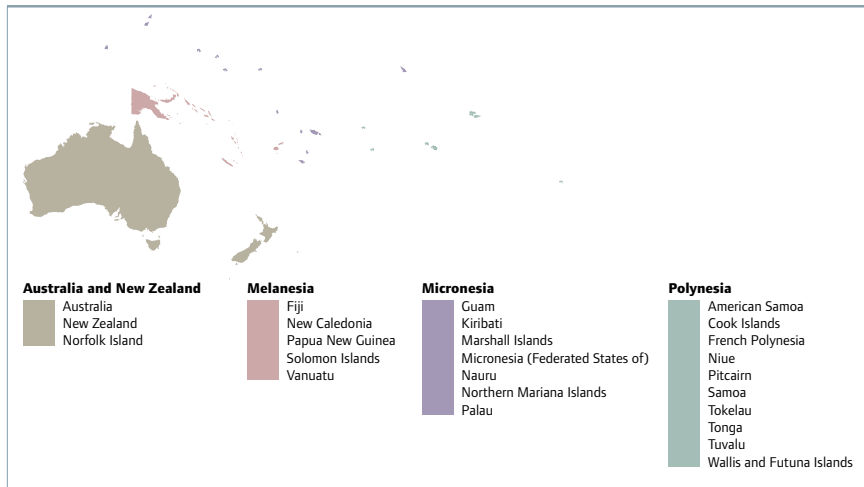 Australia and New Zealand
Australia
New Zealand
Norfolk Island
Melanesia
Fiji
New Caledonia
Papua New Guinea
Solomon Islands
Vanuatu
Micronesia
Guam
Kiribati
Marshall Islands
Micronesia (Federated States of)
Nauru
Northern Mariana Islands
Palau
Polynesia
American Samoa
Cook Islands
French Polynesia
Niue
Pitcairn
Samoa
Tokelau
Tonga
Tuvalu
Wallis and Futuna Islands